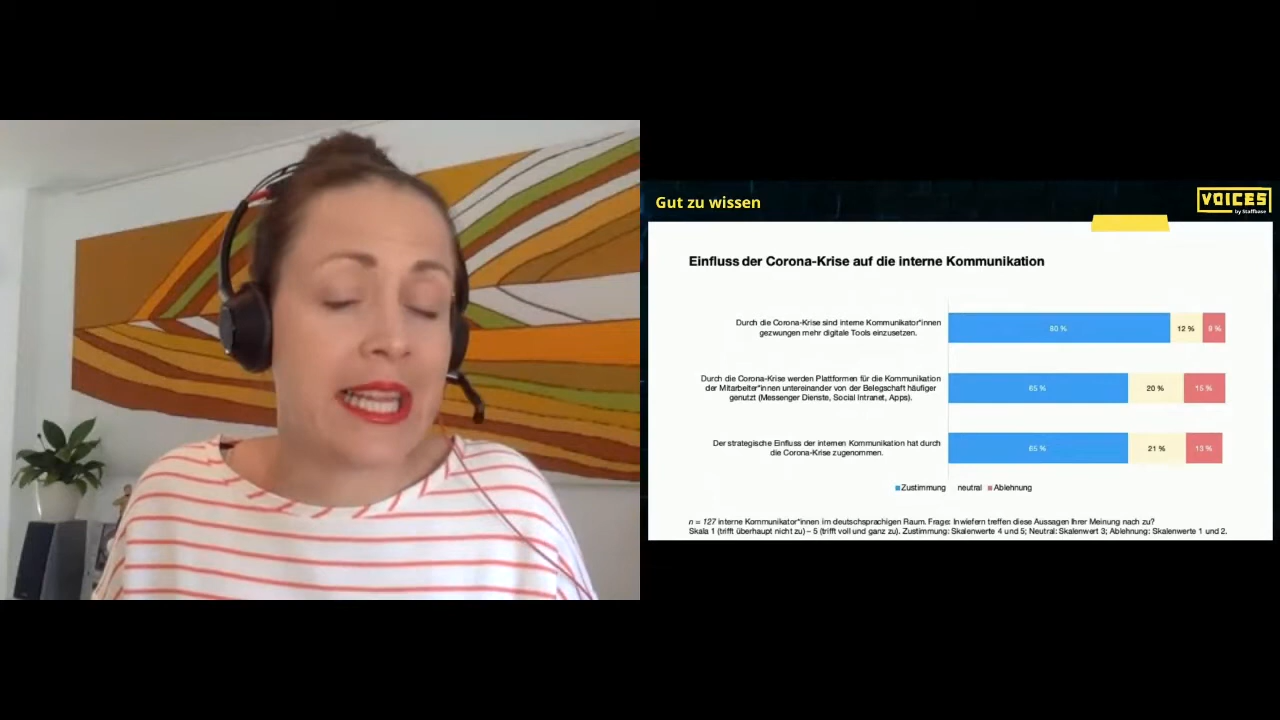 Gut zu wissen
VOICES
by Staffbase
Einfluss der Corona-Krise auf die interne Kommunikation
Durch die Corona-Krise sind interne Kommunikator*innen
gezwungen mehr digitale Tools einzusetzen.
80 %
12 %
8 %
Durch die Corona-Krise werden Plattformen für die Kommunikation
der Mitarbeiter*innen untereinander von der Belegschaft häufiger
genutzt (Messenger Dienste, Social Intranet, Apps).
65 %
20 %
15 %
Der strategische Einfluss der internen Kommunikation hat durch
die Corona-Krise zugenommen.
65 %
21 %
13 %
Zustimmung neutral Ablehnung
n = 127 interne Kommunikator*innen im deutschsprachigen Raum. Frage: Inwiefern treffen diese Aussagen Ihrer Meinung nach zu?
Skala 1 (trifft überhaupt nicht zu) – 5 (trifft voll und ganz zu). Zustimmung: Skalenwerte 4 und 5; Neutral: Skalenwert 3; Ablehnung: Skalenwerte 1 und 2.